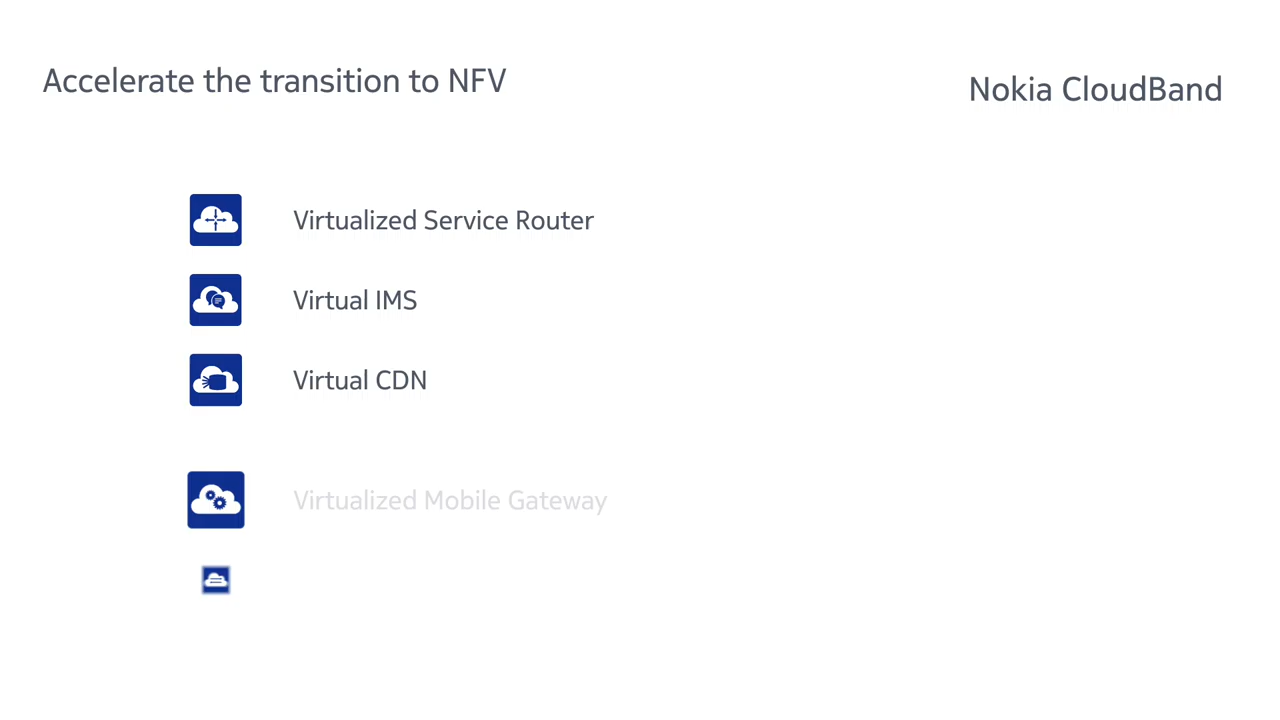 Accelerate the transition to NFV
Nokia CloudBand
Virtualized Service Router
Virtual IMS
Virtual CDN
Virtualized Mobile Gateway